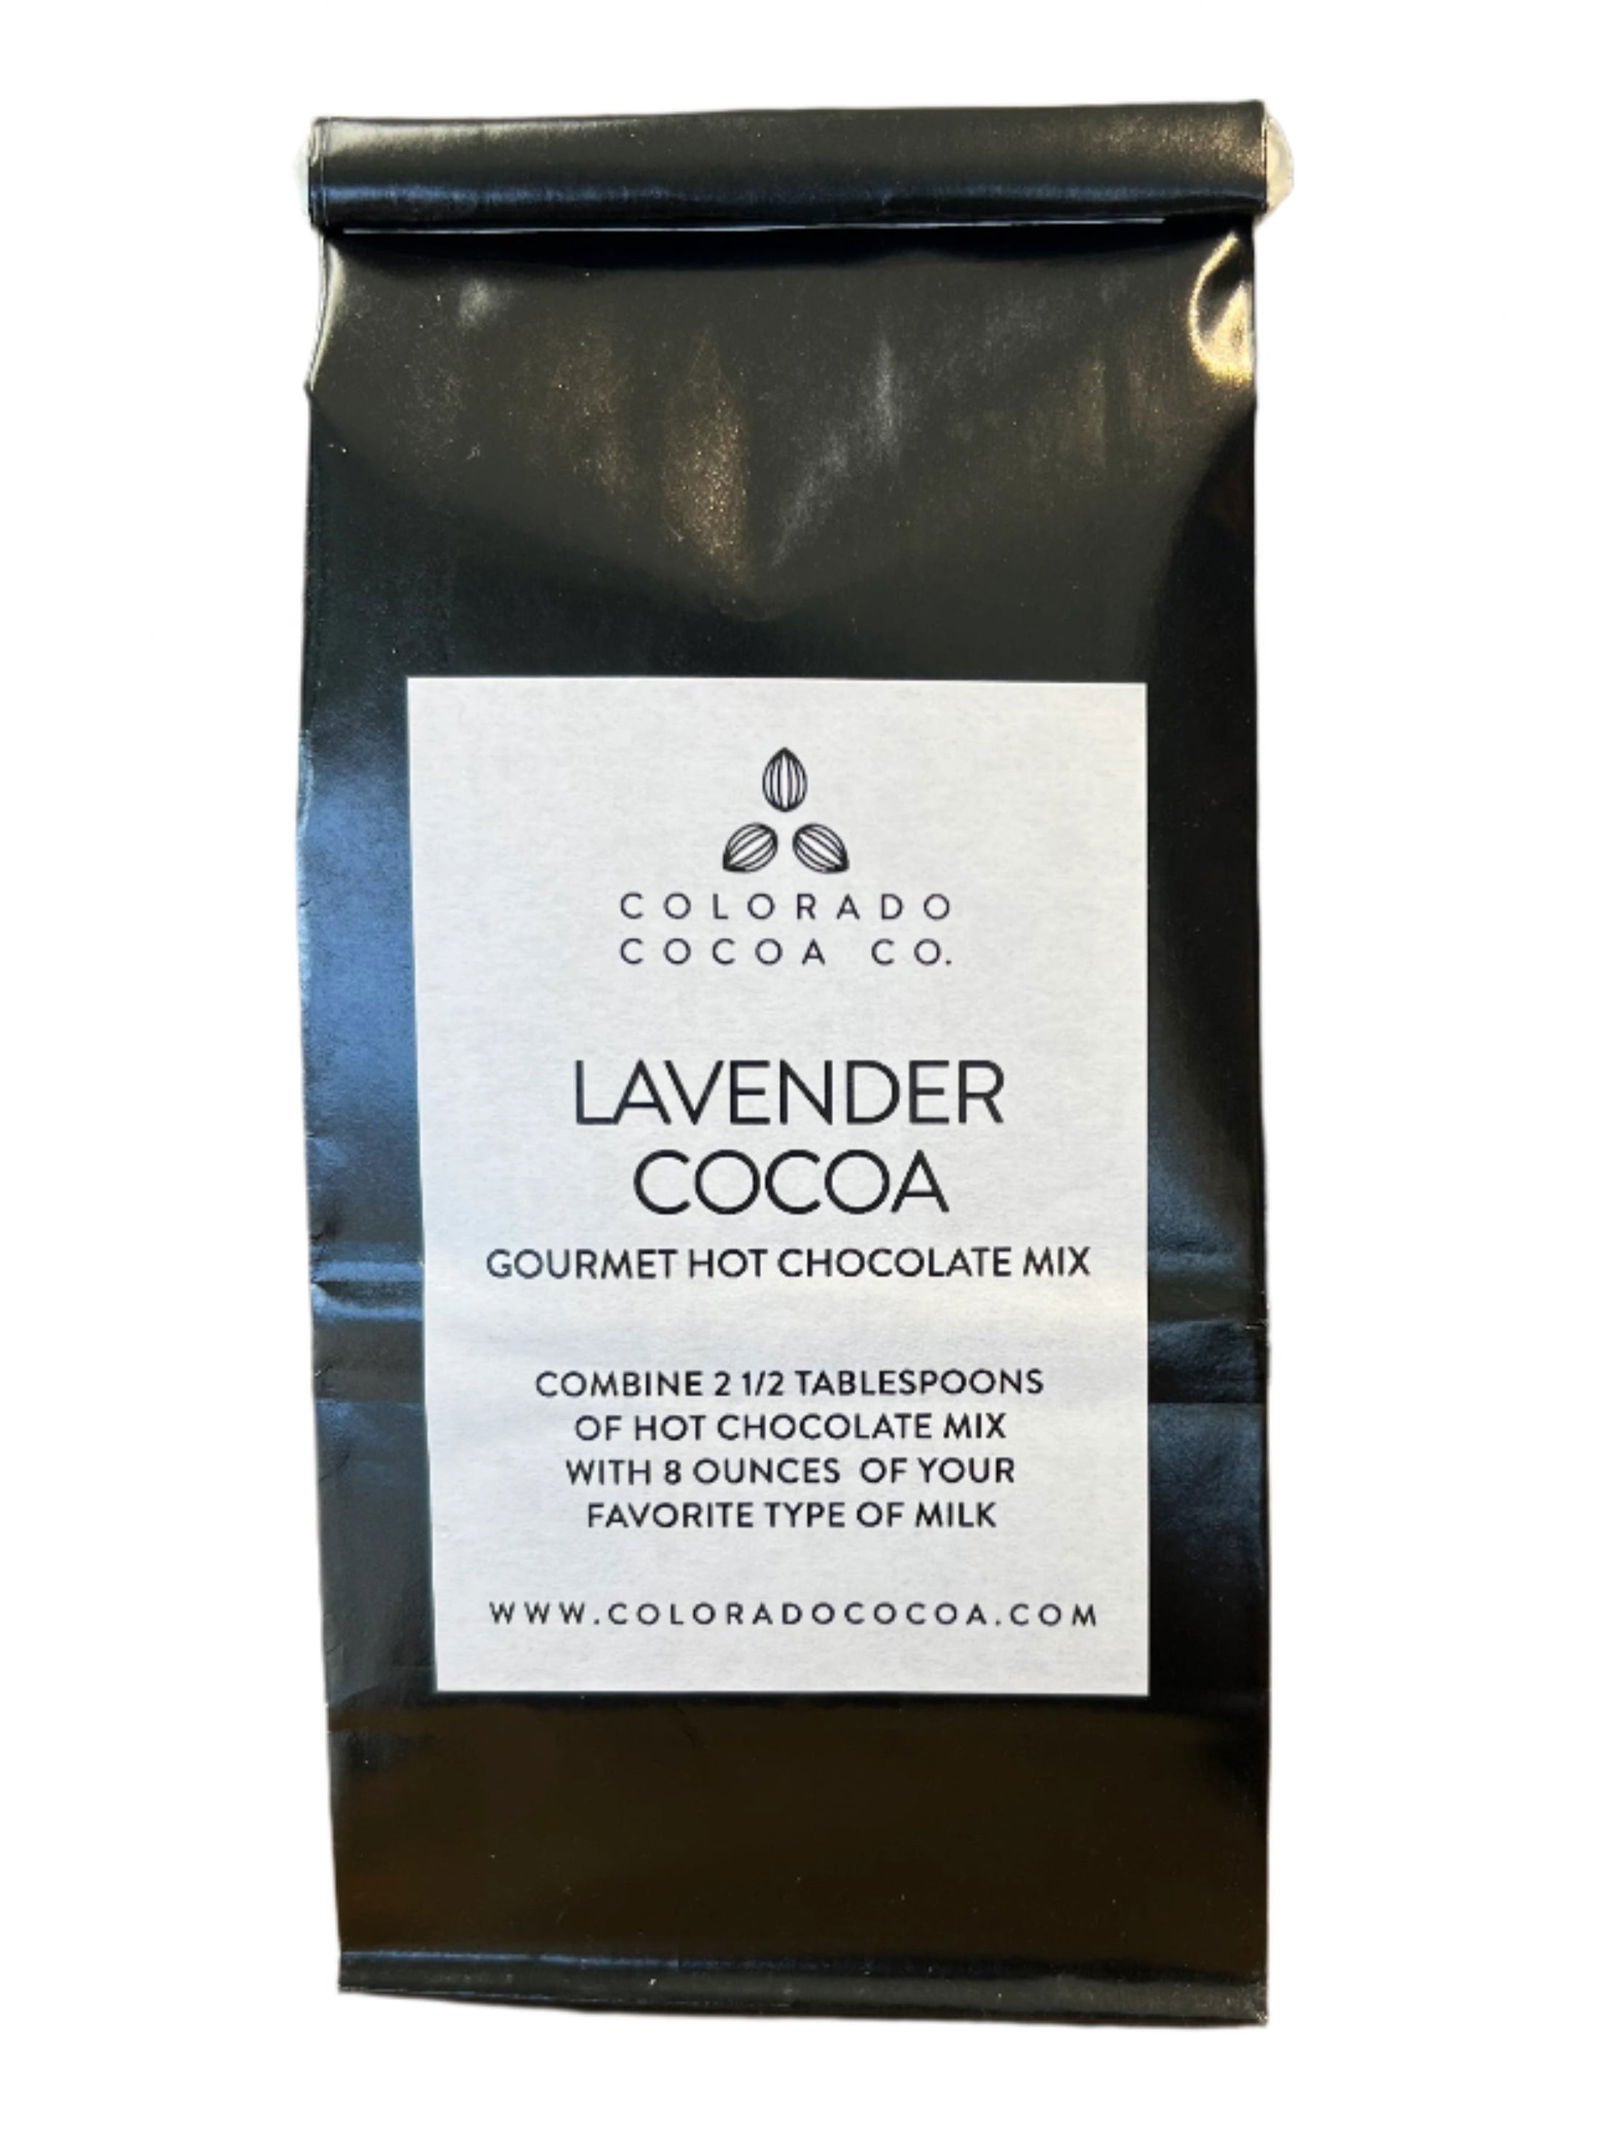 COLORADO
COCOA CO.
LAVENDER
COCOA
GOURMET HOT CHOCOLATE MIX
COMBINE 2 1/2 TABLESPOONS
OF HOT CHOCOLATE MIX
WITH 8 OUNCES OF YOUR
FAVORITE TYPE OF MILK
WWW.COLORADOCOCOA.COM